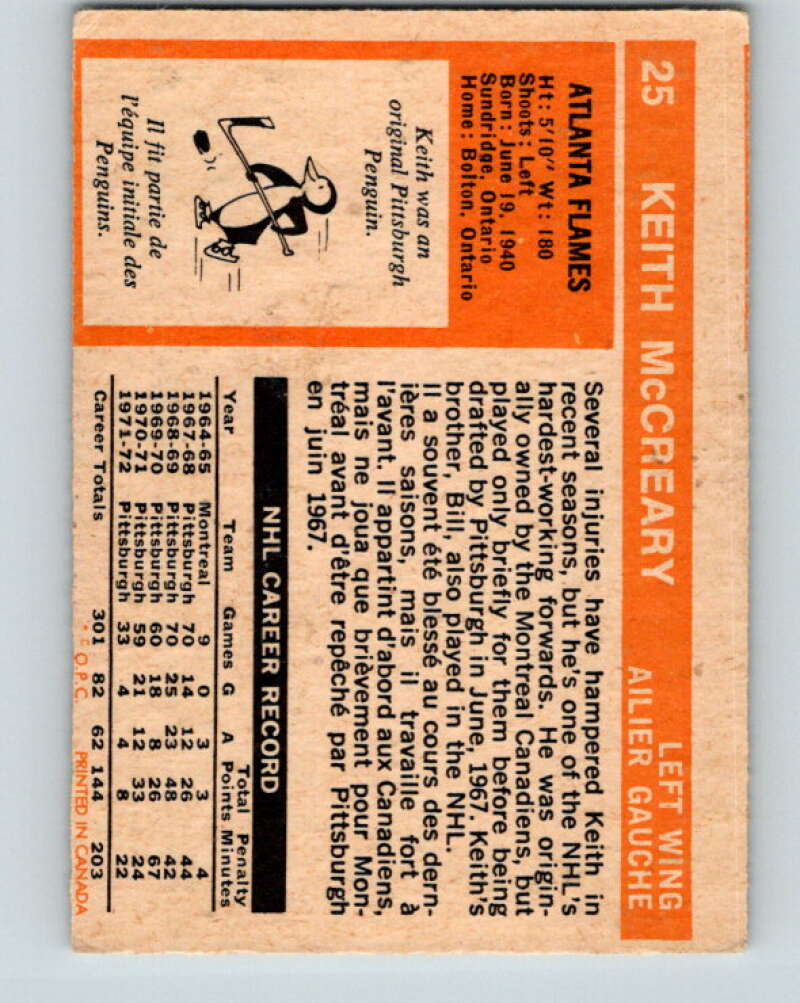 25 KEITH McCREARY
LEFT WING
AILIER GAUCHE
ATLANTA FLAMES
Ht: 5'10" Wt: 180
Shoots: Left
Born: June 19, 1940
Sundridge, Ontario
Home: Bolton, Ontario
Keith was an
original Pittsburgh
Penguin.
Il fit partie de
l'équipe initiale des
Penguins.
Several injuries have hampered Keith in
recent seasons, but he's one of the NHL's
hardest-working forwards. He was origin-
ally owned by the Montreal Canadiens, but
played only briefly for them before being
drafted by Pittsburgh in June, 1967. Keith's
brother, Bill, also played in the NHL.
Il a souvent été blessé au cours des dern-
ières saisons, mais il travaille fort à
l'avant. Il appartint d'abord aux Canadiens,
mais ne joua que brièvement pour Mon-
tréal avant d'être repêché par Pittsburgh
en juin 1967.
NHL CAREER RECORD
Total Penalty
Year Team Games G A Points Minutes
1964-65 Montreal 9 0 3 3 4
1967-68 Pittsburgh 70 14 12 26 44
1968-69 Pittsburgh 70 25 23 48 42
1969-70 Pittsburgh 60 18 8 26 67
1970-71 Pittsburgh 59 21 12 33 24
1971-72 Pittsburgh 33 4 4 8 22
Career Totals 301 82 62 144 203
O.P.C. PRINTED IN CANADA